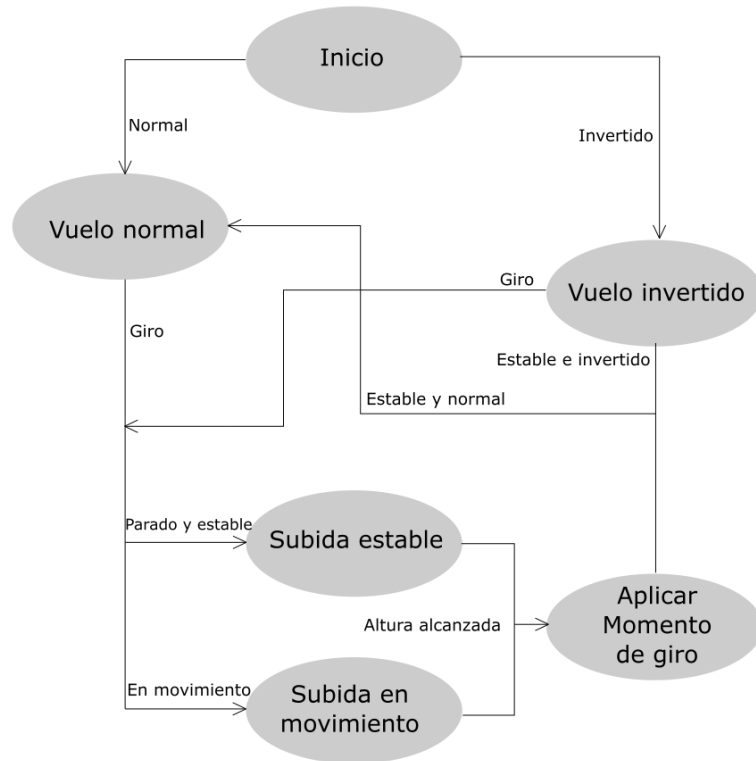 Inicio
Normal
Invertido
Vuelo normal
Vuelo invertido
Giro
Giro
Estable e invertido
Estable y normal
Parado y estable
Subida estable
Altura alcanzada
Aplicar
Momento
de giro
En movimiento
Subida en
movimiento